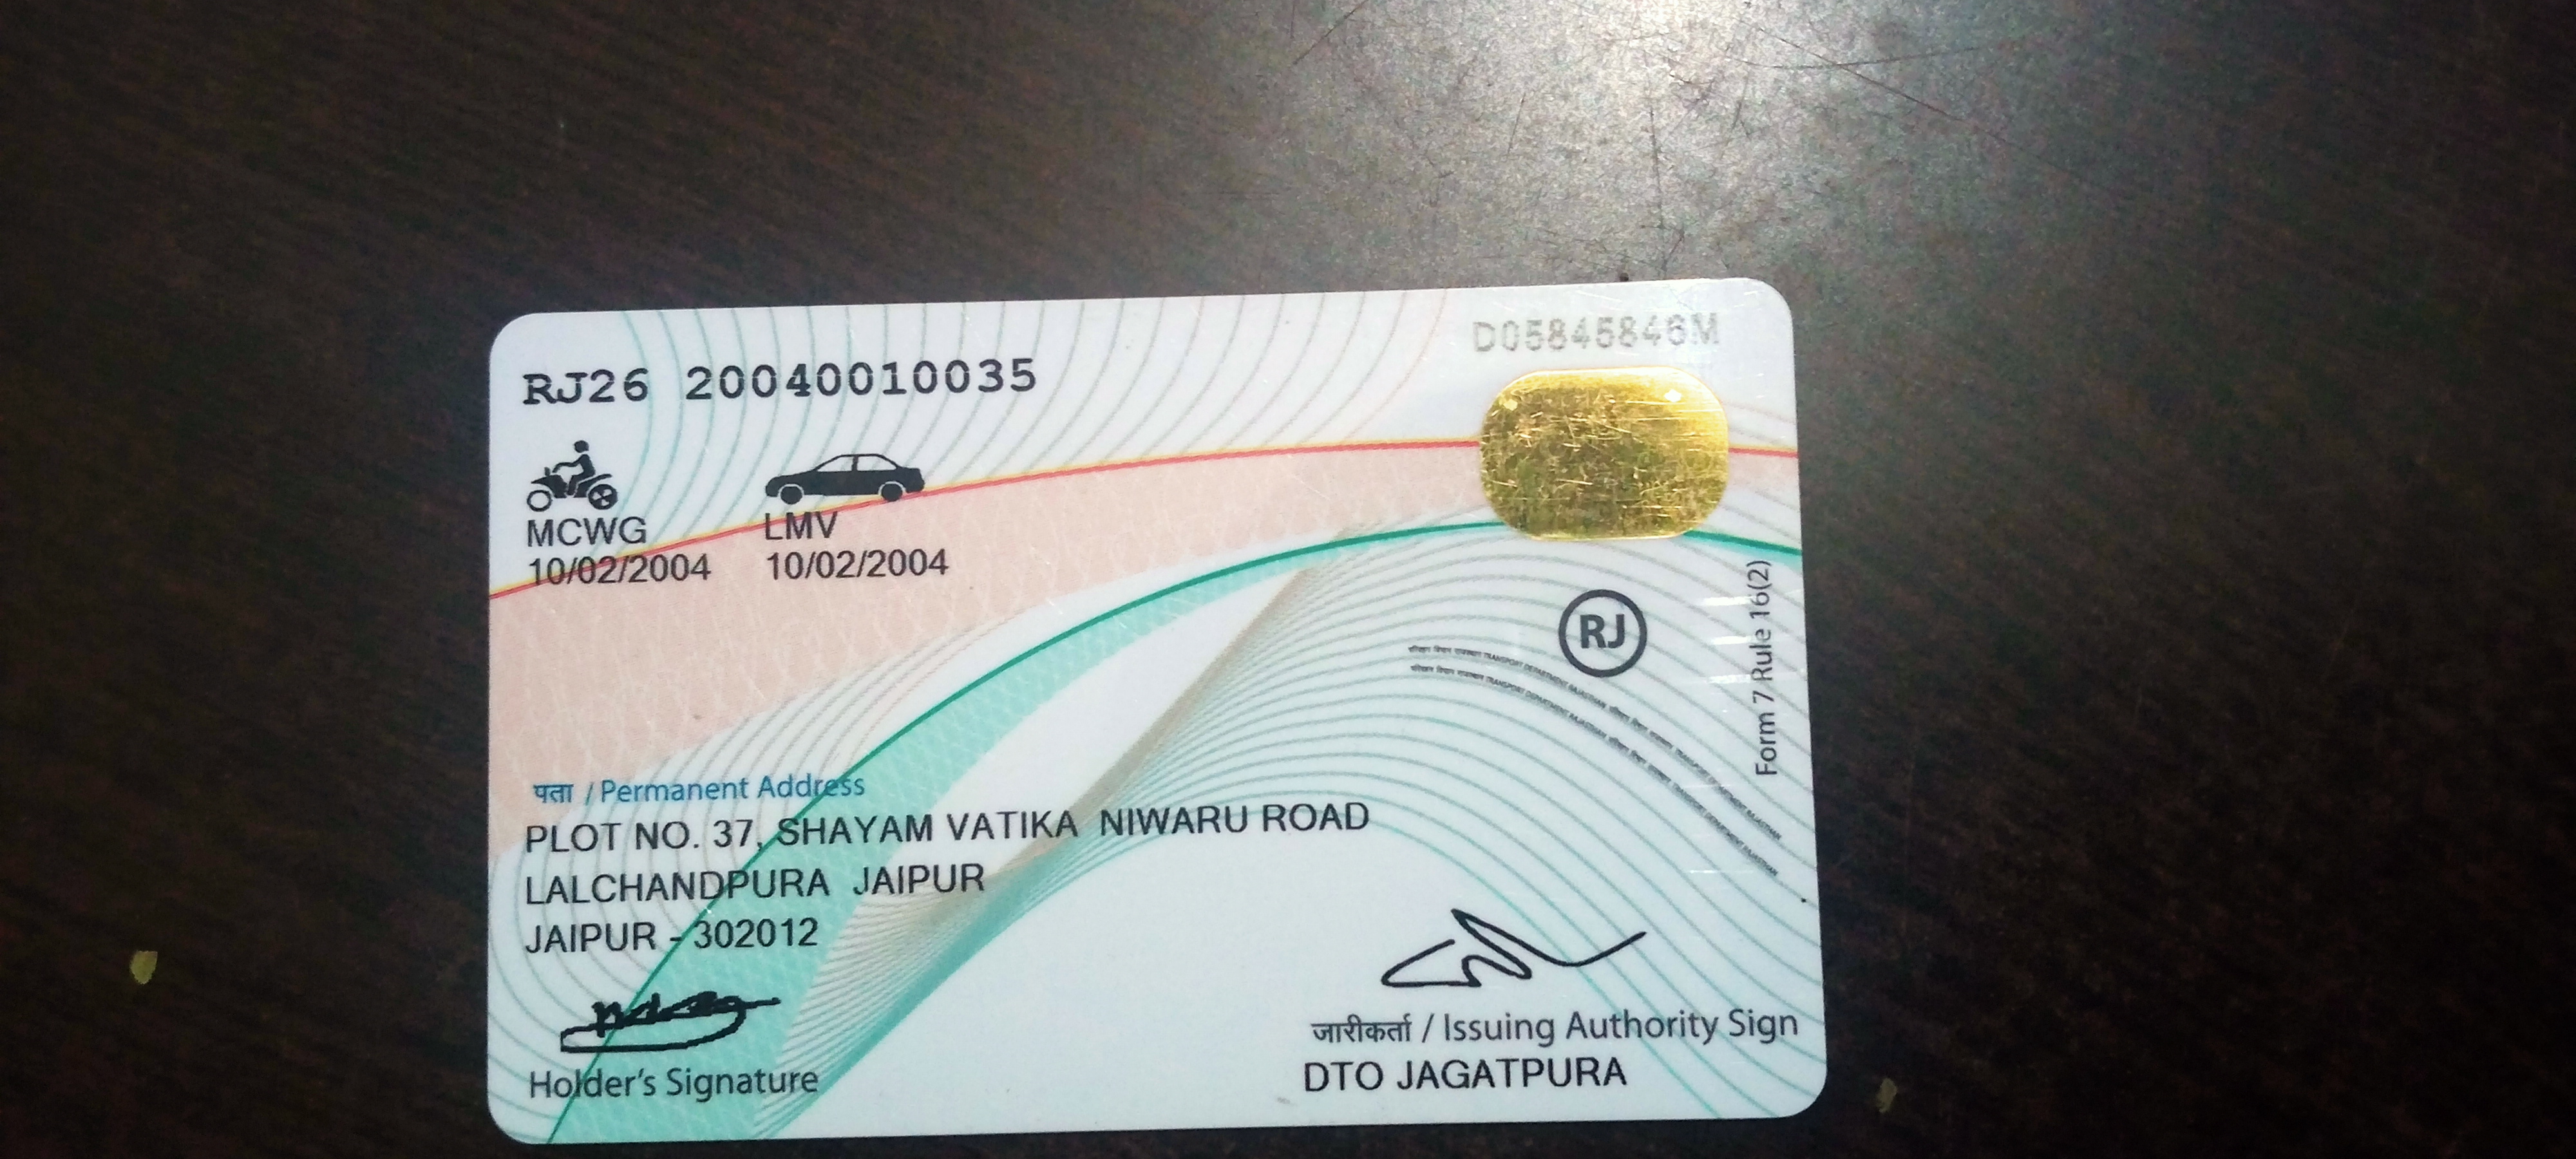 D05845846M
RJ26 20040010035
MCWG LMV
10/02/2004 10/02/2004
RJ
Form 7 Rule 16(2)
पता / Permanent Address
PLOT NO. 37, SHAYAM VATIKA NIWARU ROAD
LALCHANDPURA JAIPUR
JAIPUR - 302012
जारीकर्ता / Issuing Authority Sign
Holder's Signature
DTO JAGATPURA